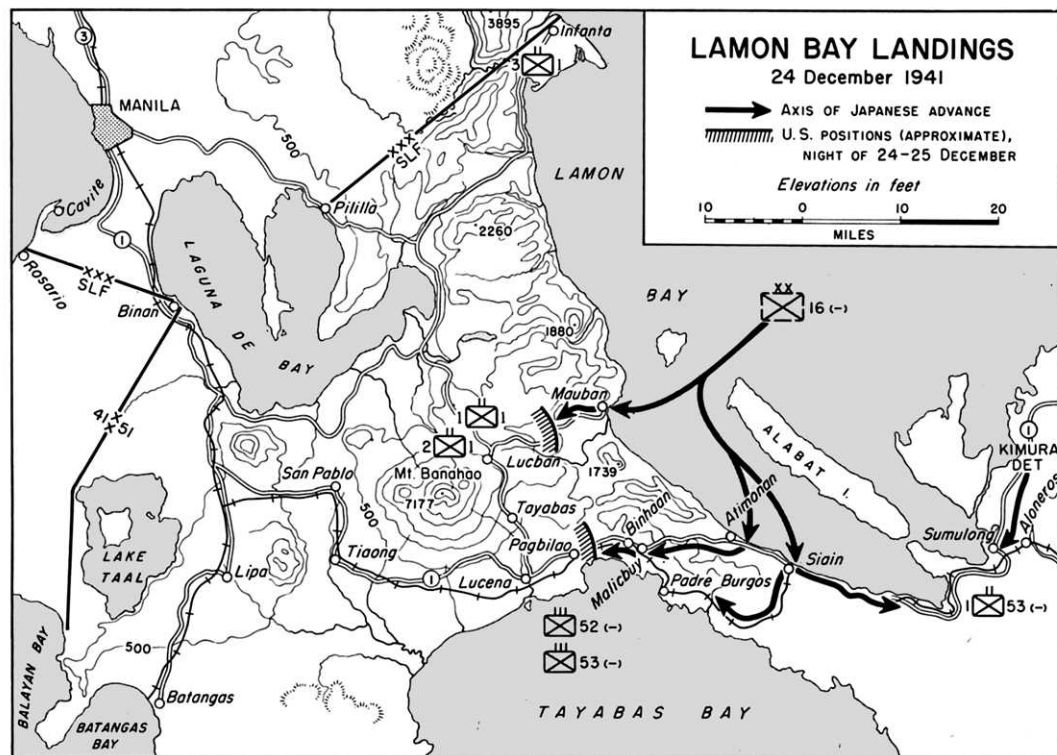 LAMON BAY LANDINGS
24 December 1941
AXIS OF JAPANESE ADVANCE
U.S. POSITIONS (APPROXIMATE),
NIGHT OF 24-25 DECEMBER
Elevations in feet
10 0 10 20
MILES
3
3895
Infanta
3 1
MANILA
500
XXX
SLF
LAMON
Cavite
Pililla
1
2260
LAGUNA
DE
BAY
Rosario
XXX
SLF
Binan
BAY
XX
16 (-)
1880
Mauban
41 X 51
X
1 1
2 1
Lucban
1739
San Pablo
Mt. Banahao
7177
500
Tayabas
ALABAT I.
1
KIMURA
DET
Atimonan
Binhaan
Sumulong
Aloneros
LAKE
TAAL
Tiaong
Pagbilao
Lipa
1
Lucena
Malicbuy
Padre Burgos
Siain
1 53 (-)
52 (-)
53 (-)
500
BALAYAN BAY
Batangas
BATANGAS
BAY
TAYABAS BAY